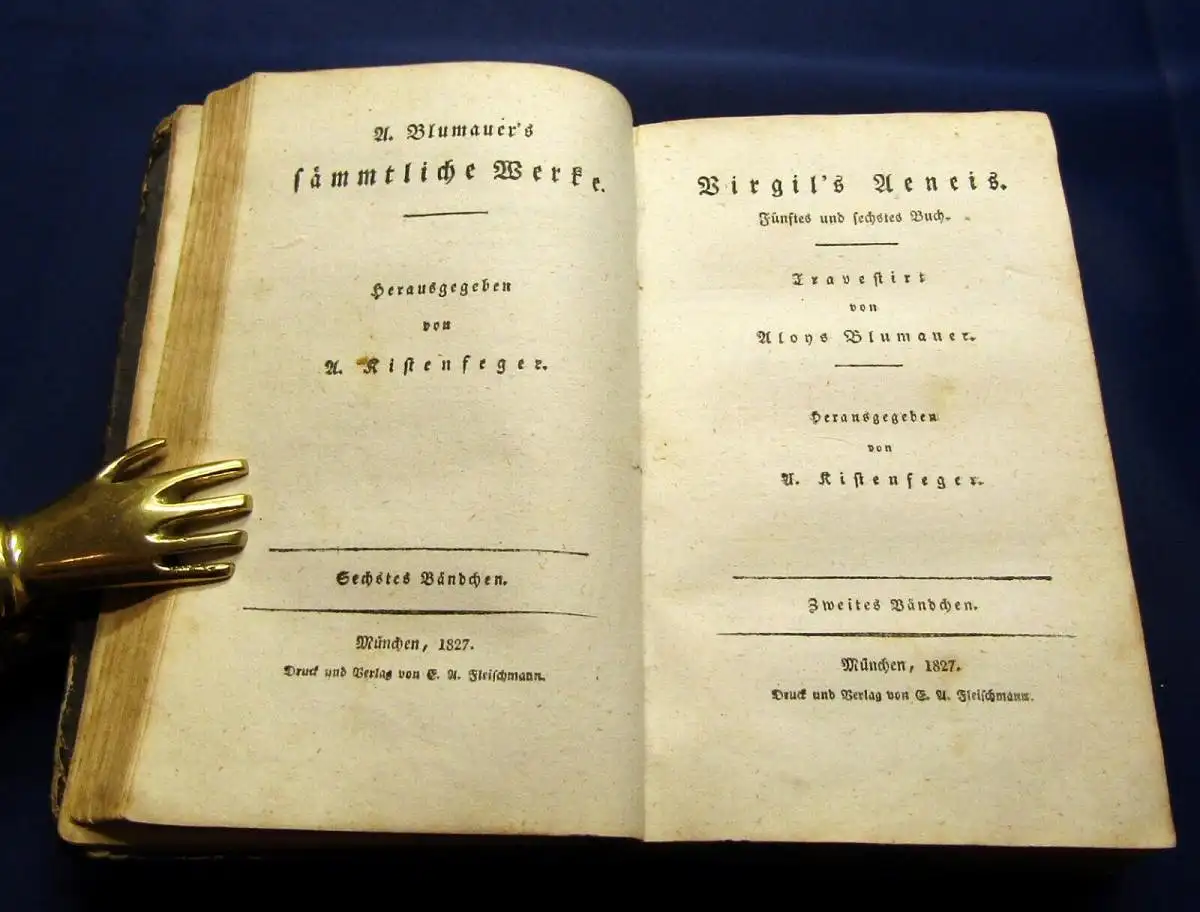 A. Blumauer's
sämmtliche Werke.
Herausgegeben
von
A. Kistenfeger.
Sechstes Bändchen.
München, 1827.
Druck und Verlag von E. A. Fleischmann.
Virgil's Aeneis.
Fünftes und sechstes Buch.
Travestirt
von
Aloys Blumauer.
Herausgegeben
von
A. Kistenfeger.
Zweites Bändchen.
München, 1827.
Druck und Verlag von E. A. Fleischmann.